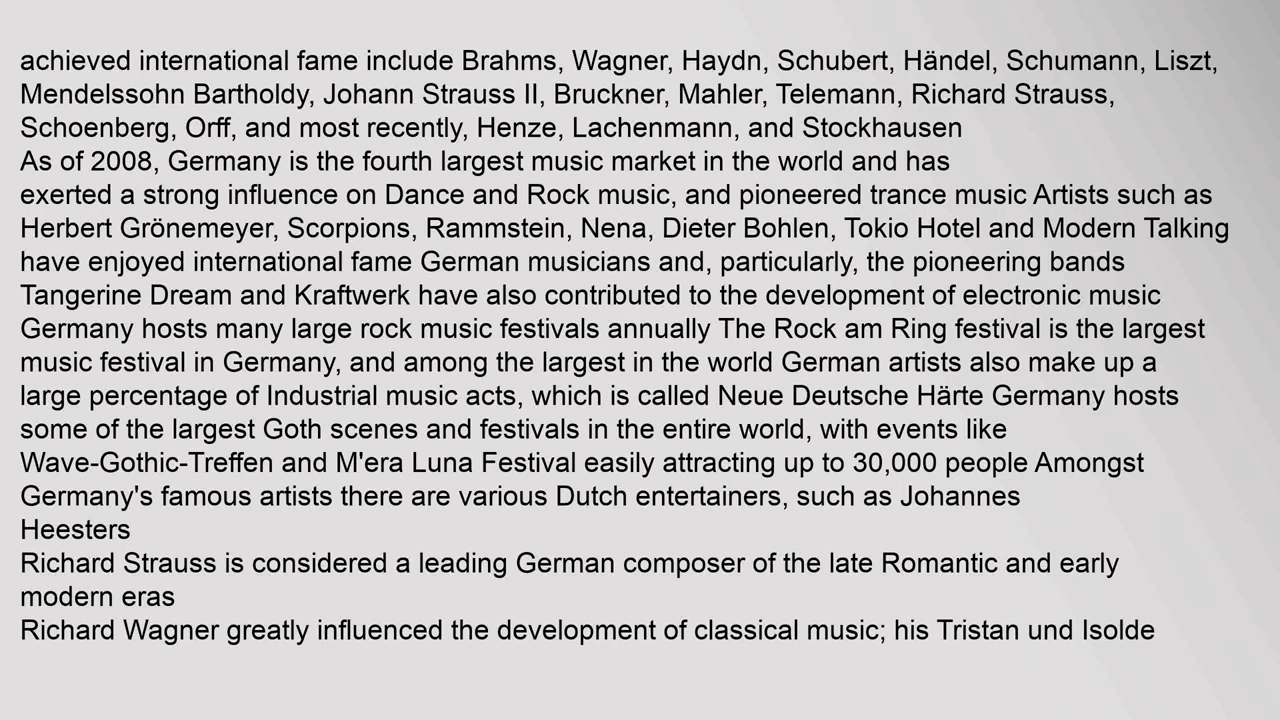 achieved international fame include Brahms, Wagner, Haydn, Schubert, Händel, Schumann, Liszt,
Mendelssohn Bartholdy, Johann Strauss II, Bruckner, Mahler, Telemann, Richard Strauss,
Schoenberg, Orff, and most recently, Henze, Lachenmann, and Stockhausen
As of 2008, Germany is the fourth largest music market in the world and has
exerted a strong influence on Dance and Rock music, and pioneered trance music Artists such as
Herbert Grönemeyer, Scorpions, Rammstein, Nena, Dieter Bohlen, Tokio Hotel and Modern Talking
have enjoyed international fame German musicians and, particularly, the pioneering bands
Tangerine Dream and Kraftwerk have also contributed to the development of electronic music
Germany hosts many large rock music festivals annually The Rock am Ring festival is the largest
music festival in Germany, and among the largest in the world German artists also make up a
large percentage of Industrial music acts, which is called Neue Deutsche Härte Germany hosts
some of the largest Goth scenes and festivals in the entire world, with events like
Wave-Gothic-Treffen and M'era Luna Festival easily attracting up to 30,000 people Amongst
Germany's famous artists there are various Dutch entertainers, such as Johannes
Heesters
Richard Strauss is considered a leading German composer of the late Romantic and early
modern eras
Richard Wagner greatly influenced the development of classical music; his Tristan und Isolde